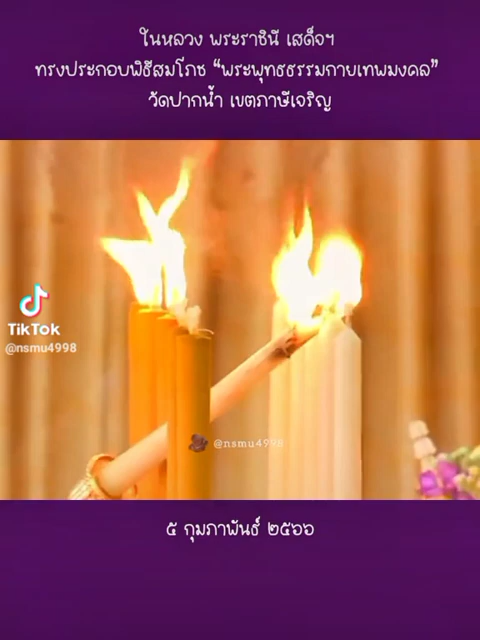 ในหลวง พระราชินี เสด็จฯ
ทรงประกอบพิธีสมโภช “พระพุทธธรรมกายเทพมงคล”
วัดปากน้ำ เขตภาษีเจริญ
TikTok
@nsmu4998
@nsmu4998
๕ กุมภาพันธ์ ๒๕๖๖